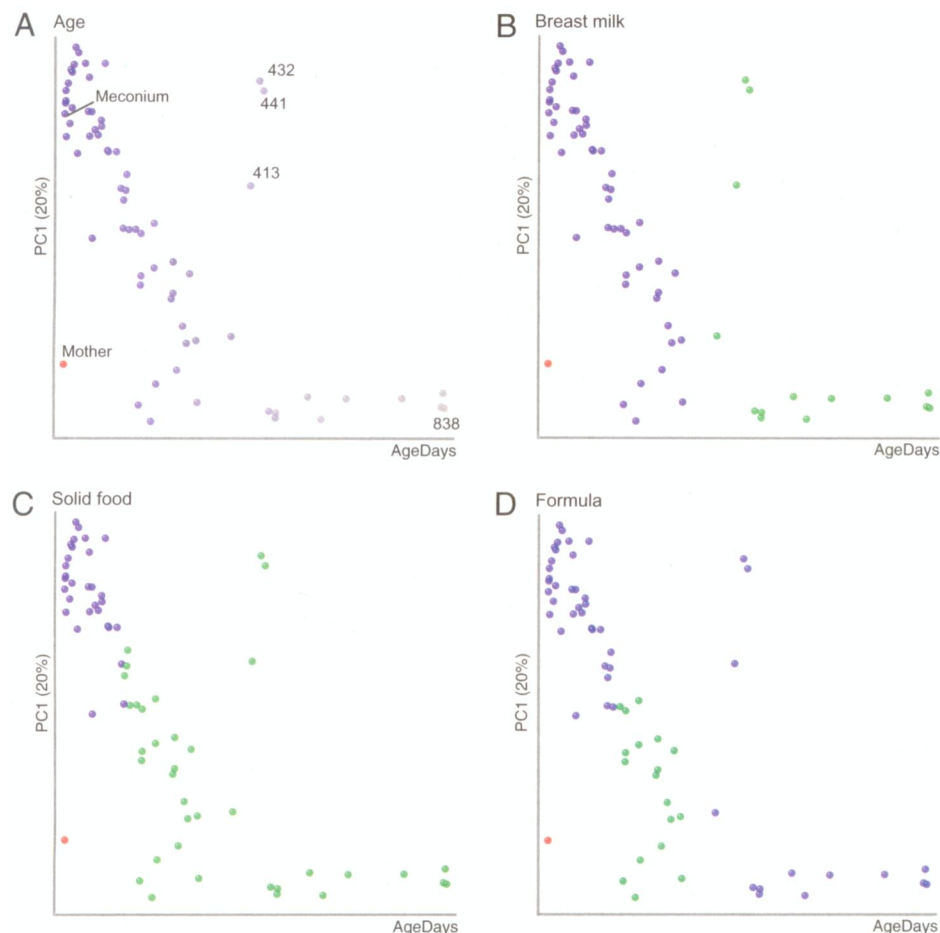 A Age
432
441
Meconium
413
PC1 (20%)
Mother
838
AgeDays
B Breast milk
PC1 (20%)
AgeDays
C Solid food
PC1 (20%)
AgeDays
D Formula
PC1 (20%)
AgeDays